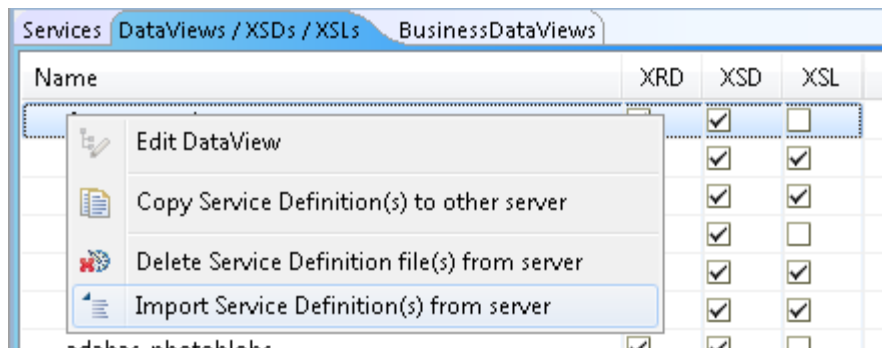 Services DataViews / XSDs / XSLs BusinessDataViews
Name XRD XSD XSL
Edit DataView
Copy Service Definition(s) to other server
Delete Service Definition file(s) from server
Import Service Definition(s) from server